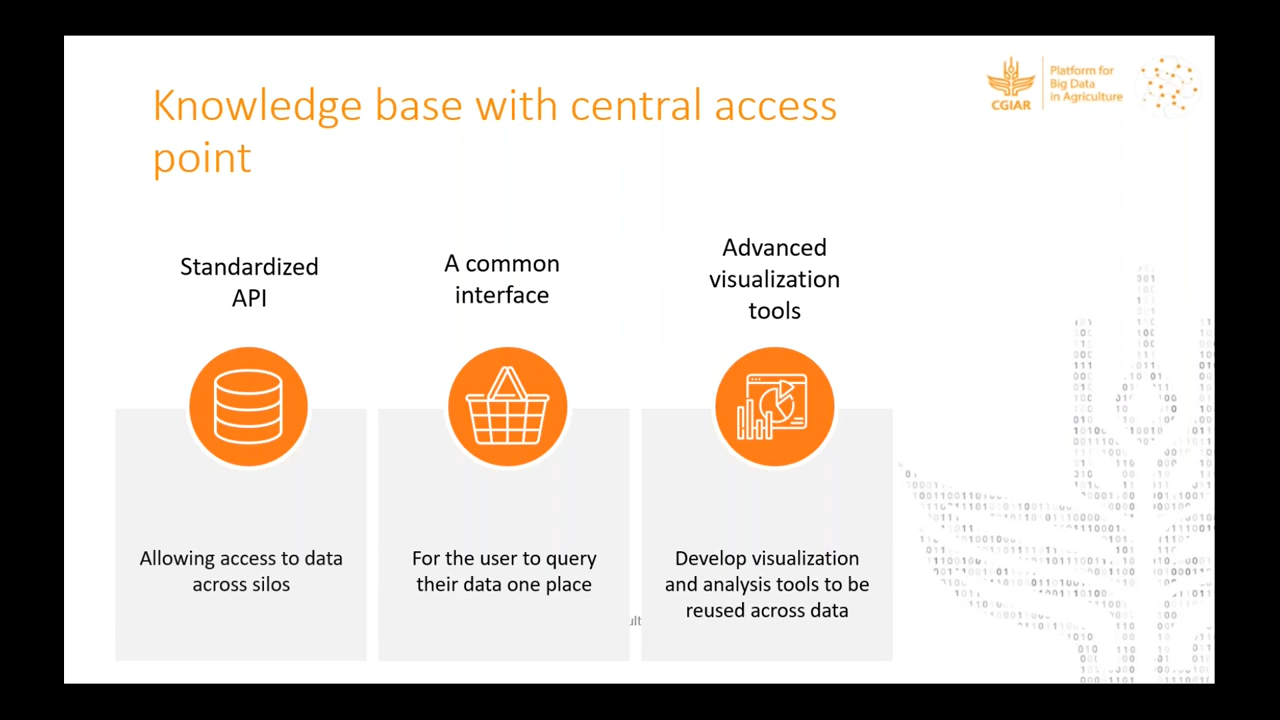 Knowledge base with central access
point
CGIAR
Platform for
Big Data
in Agriculture
Standardized
API
A common
interface
Advanced
visualization
tools
Allowing access to data
across silos
For the user to query
their data one place
Develop visualization
and analysis tools to be
reused across data
ult